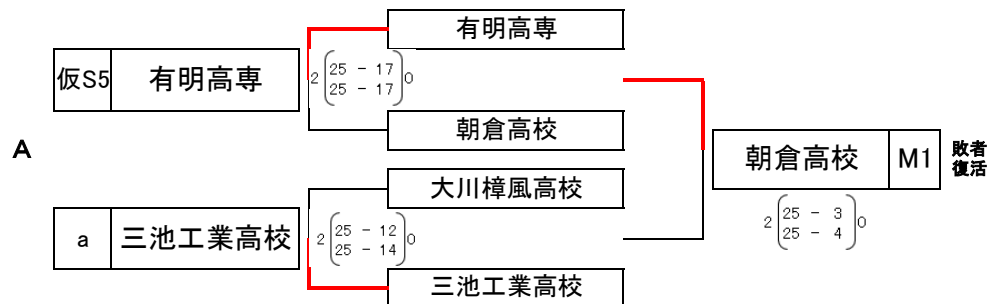 有明高専
仮S5 有明高専
2 25 - 17 0
25 - 17
朝倉高校
A
朝倉高校 M1 敗者
復活
大川樟風高校
2 25 - 3 0
25 - 4
a 三池工業高校
2 25 - 12 0
25 - 14
三池工業高校